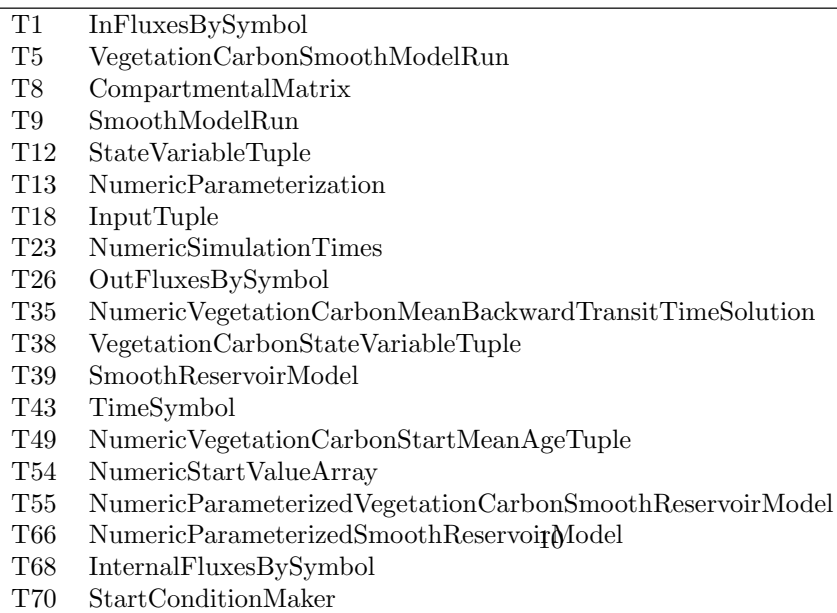 T1 InFluxesBySymbol
T5 VegetationCarbonSmoothModelRun
T8 CompartmentalMatrix
T9 SmoothModelRun
T12 StateVariableTuple
T13 NumericParameterization
T18 InputTuple
T23 NumericSimulationTimes
T26 OutFluxesBySymbol
T35 NumericVegetationCarbonMeanBackwardTransitTimeSolution
T38 VegetationCarbonStateVariableTuple
T39 SmoothReservoirModel
T43 TimeSymbol
T49 NumericVegetationCarbonStartMeanAgeTuple
T54 NumericStartValueArray
T55 NumericParameterizedVegetationCarbonSmoothReservoirModel
T66 NumericParameterizedSmoothReservoirModel
10
T68 InternalFluxesBySymbol
T70 StartConditionMaker